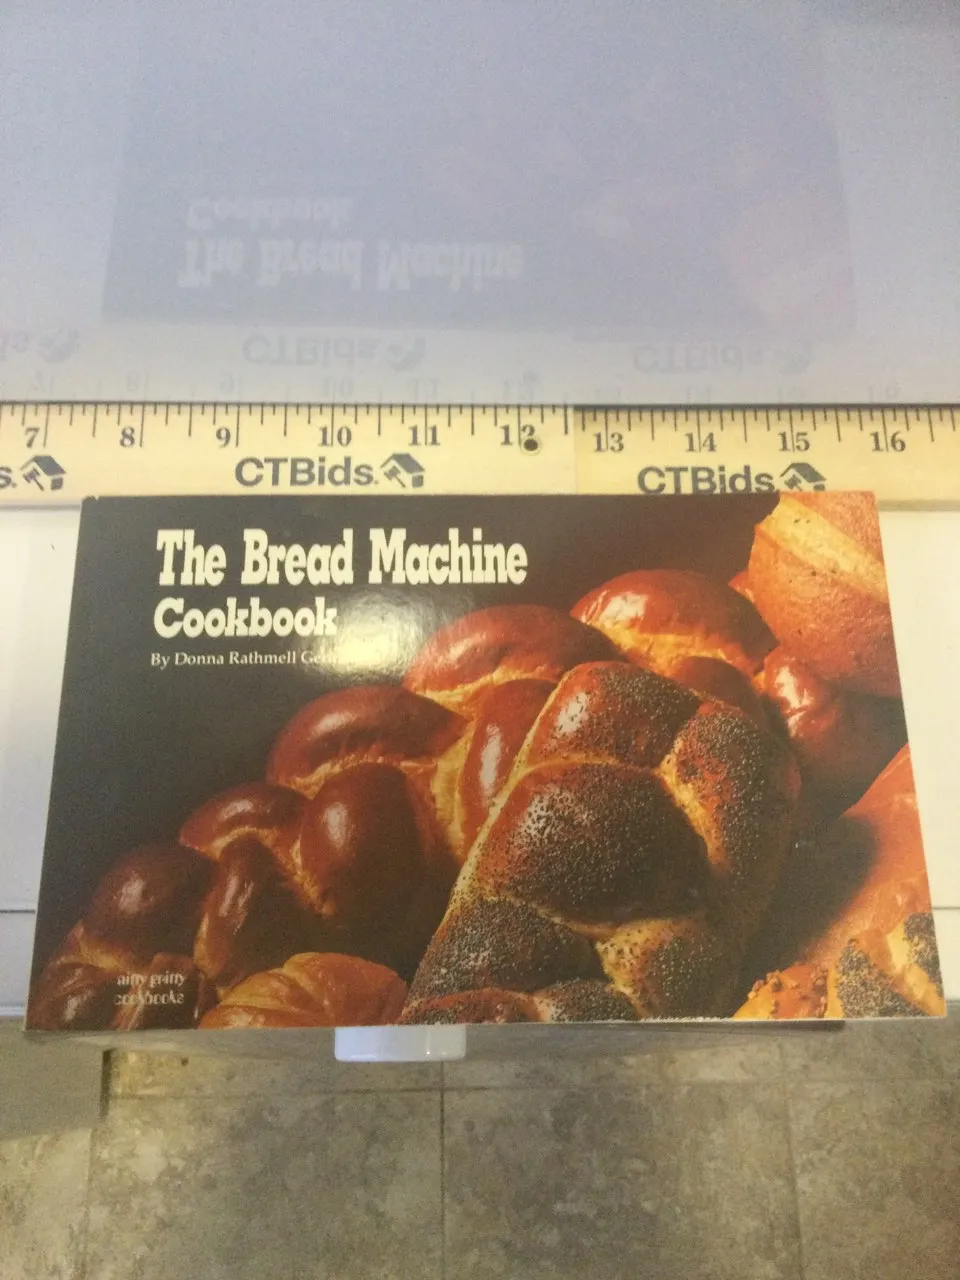 7 8 9 10 11 12 13 14 15 16
s. CTBids. CTBids
The Bread Machine
Cookbook
By Donna Rathmell
nitty gritty
cookbooks